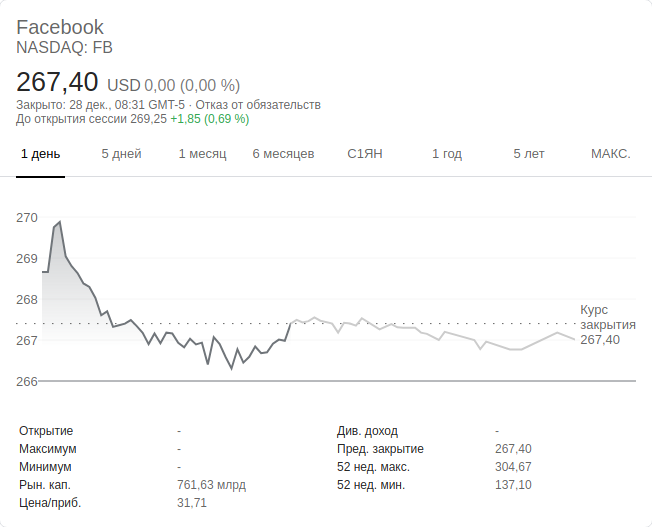 Facebook
NASDAQ: FB
267,40 USD 0,00 (0,00 %)
Закрыто: 28 дек., 08:31 GMT-5 · Отказ от обязательств
До открытия сессии 269,25 +1,85 (0,69 %)
1 день 5 дней 1 месяц 6 месяцев С1ЯН 1 год 5 лет МАКС.
270
269
268
267
266
Курс
закрытия
267,40
Открытие - Див. доход -
Максимум - Пред. закрытие 267,40
Минимум - 52 нед. макс. 304,67
Рын. кап. 761,63 млрд 52 нед. мин. 137,10
Цена/приб. 31,71